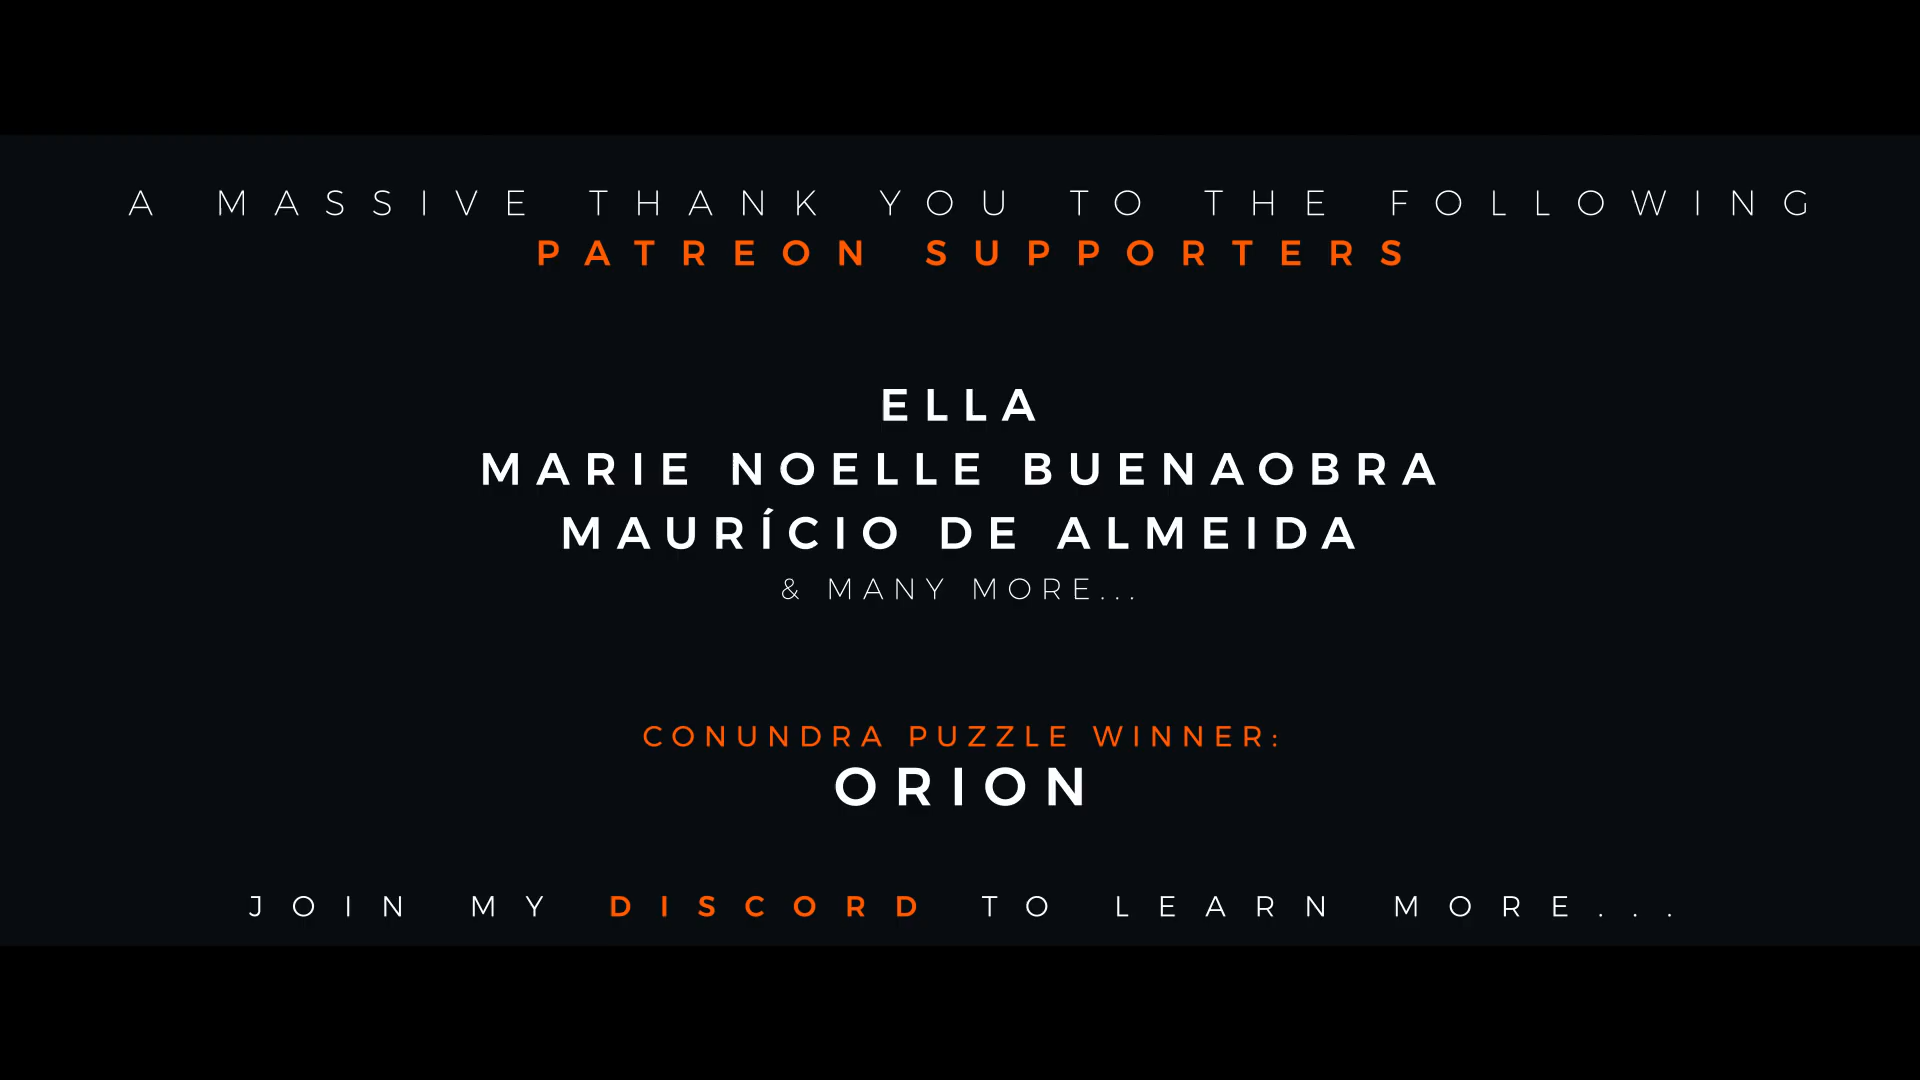 A MASSIVE THANK YOU TO THE FOLLOWING
PATREON SUPPORTERS
ELLA
MARIE NOELLE BUENAOBRA
MAURÍCIO DE ALMEIDA
& MANY MORE...
CONUNDRA PUZZLE WINNER:
ORION
JOIN MY DISCORD TO LEARN MORE...